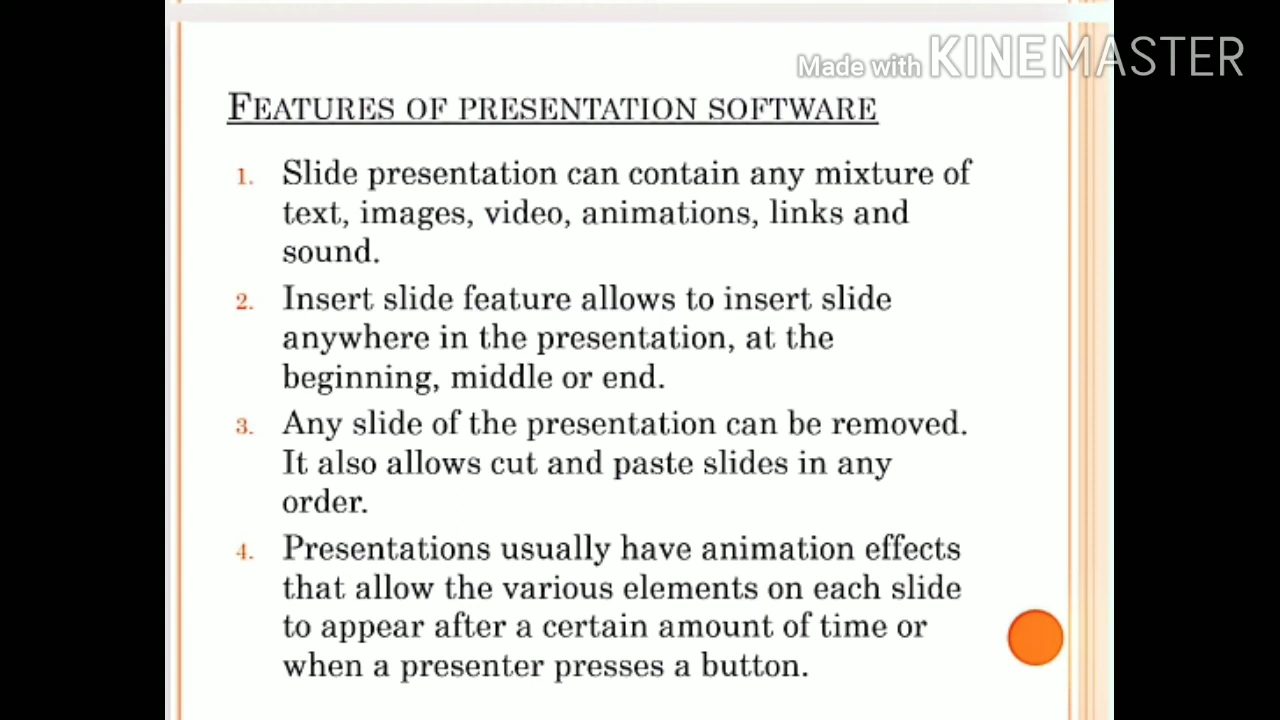 Made with KINEMASTER
FEATURES OF PRESENTATION SOFTWARE
1. Slide presentation can contain any mixture of
text, images, video, animations, links and
sound.
2. Insert slide feature allows to insert slide
anywhere in the presentation, at the
beginning, middle or end.
3. Any slide of the presentation can be removed.
It also allows cut and paste slides in any
order.
4. Presentations usually have animation effects
that allow the various elements on each slide
to appear after a certain amount of time or
when a presenter presses a button.